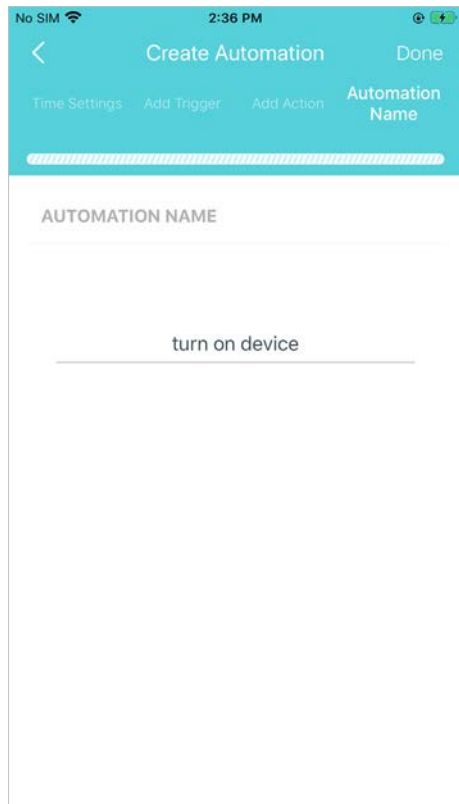 No SIM 2:36 PM
Create Automation Done
Time Settings Add Trigger Add Action Automation Name
AUTOMATION NAME
turn on device